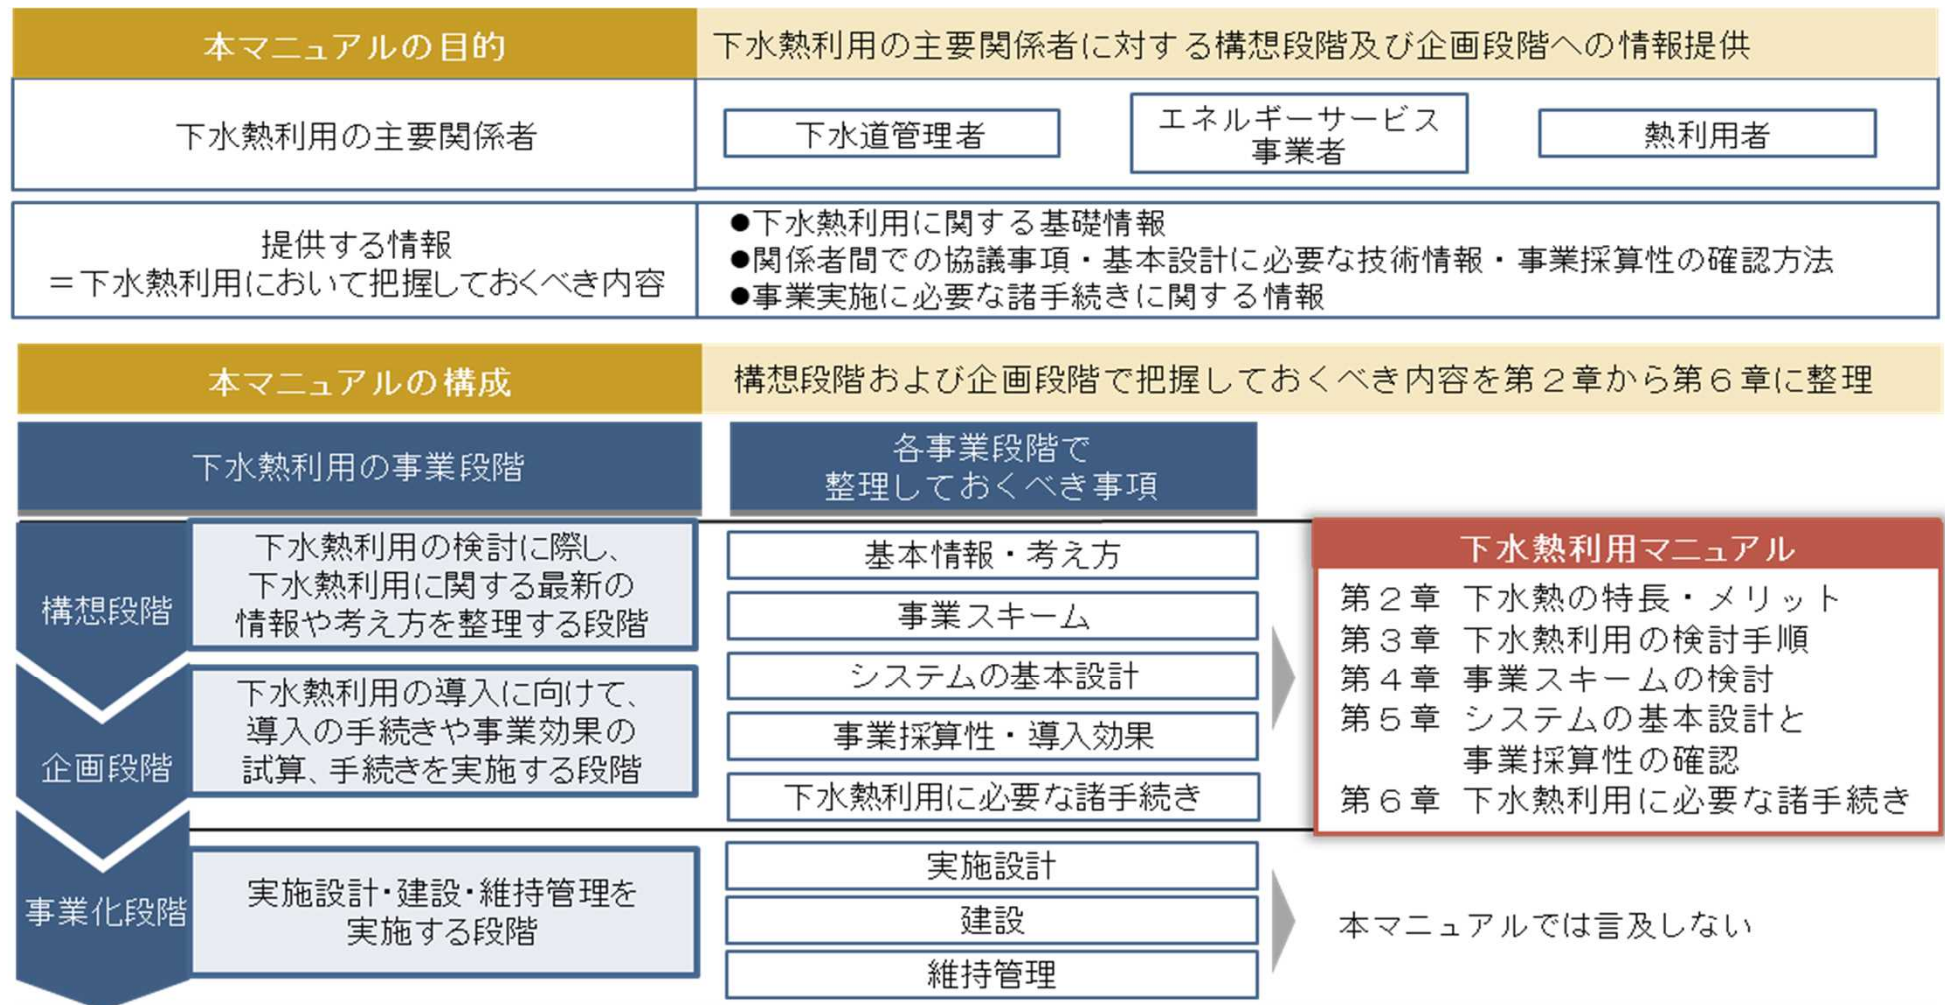 本マニュアルの目的
下水熱利用の主要関係者に対する構想段階及び企画段階への情報提供
下水熱利用の主要関係者
下水道管理者
エネルギーサービス
事業者
熱利用者
提供する情報
＝下水熱利用において把握しておくべき内容
●下水熱利用に関する基礎情報
●関係者間での協議事項・基本設計に必要な技術情報・事業採算性の確認方法
●事業実施に必要な諸手続きに関する情報
本マニュアルの構成
構想段階および企画段階で把握しておくべき内容を第２章から第６章に整理
下水熱利用の事業段階
各事業段階で
整理しておくべき事項
構想段階
下水熱利用の検討に際し、
下水熱利用に関する最新の
情報や考え方を整理する段階
企画段階
下水熱利用の導入に向けて、
導入の手続きや事業効果の
試算、手続きを実施する段階
事業化段階
実施設計・建設・維持管理を
実施する段階
基本情報・考え方
事業スキーム
システムの基本設計
事業採算性・導入効果
下水熱利用に必要な諸手続き
実施設計
建設
維持管理
下水熱利用マニュアル
第２章 下水熱の特長・メリット
第３章 下水熱利用の検討手順
第４章 事業スキームの検討
第５章 システムの基本設計と
事業採算性の確認
第６章 下水熱利用に必要な諸手続き
本マニュアルでは言及しない